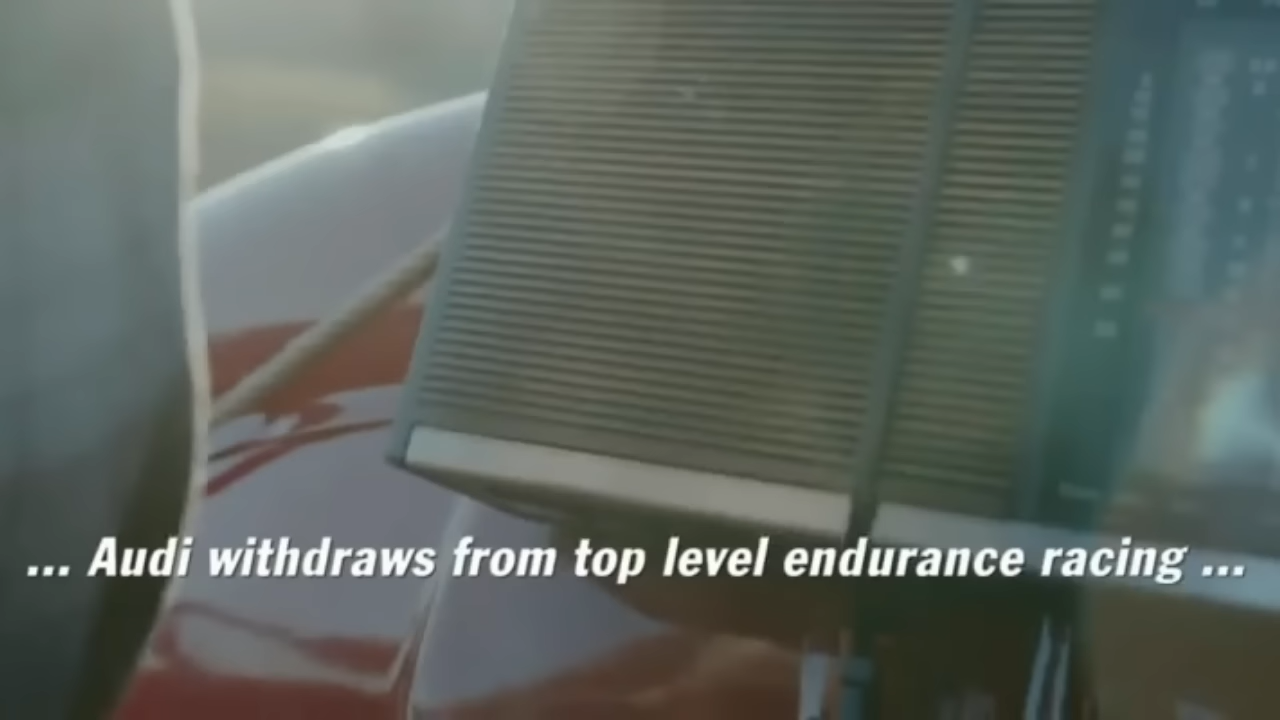 ... Audi withdraws from top level endurance racing ...